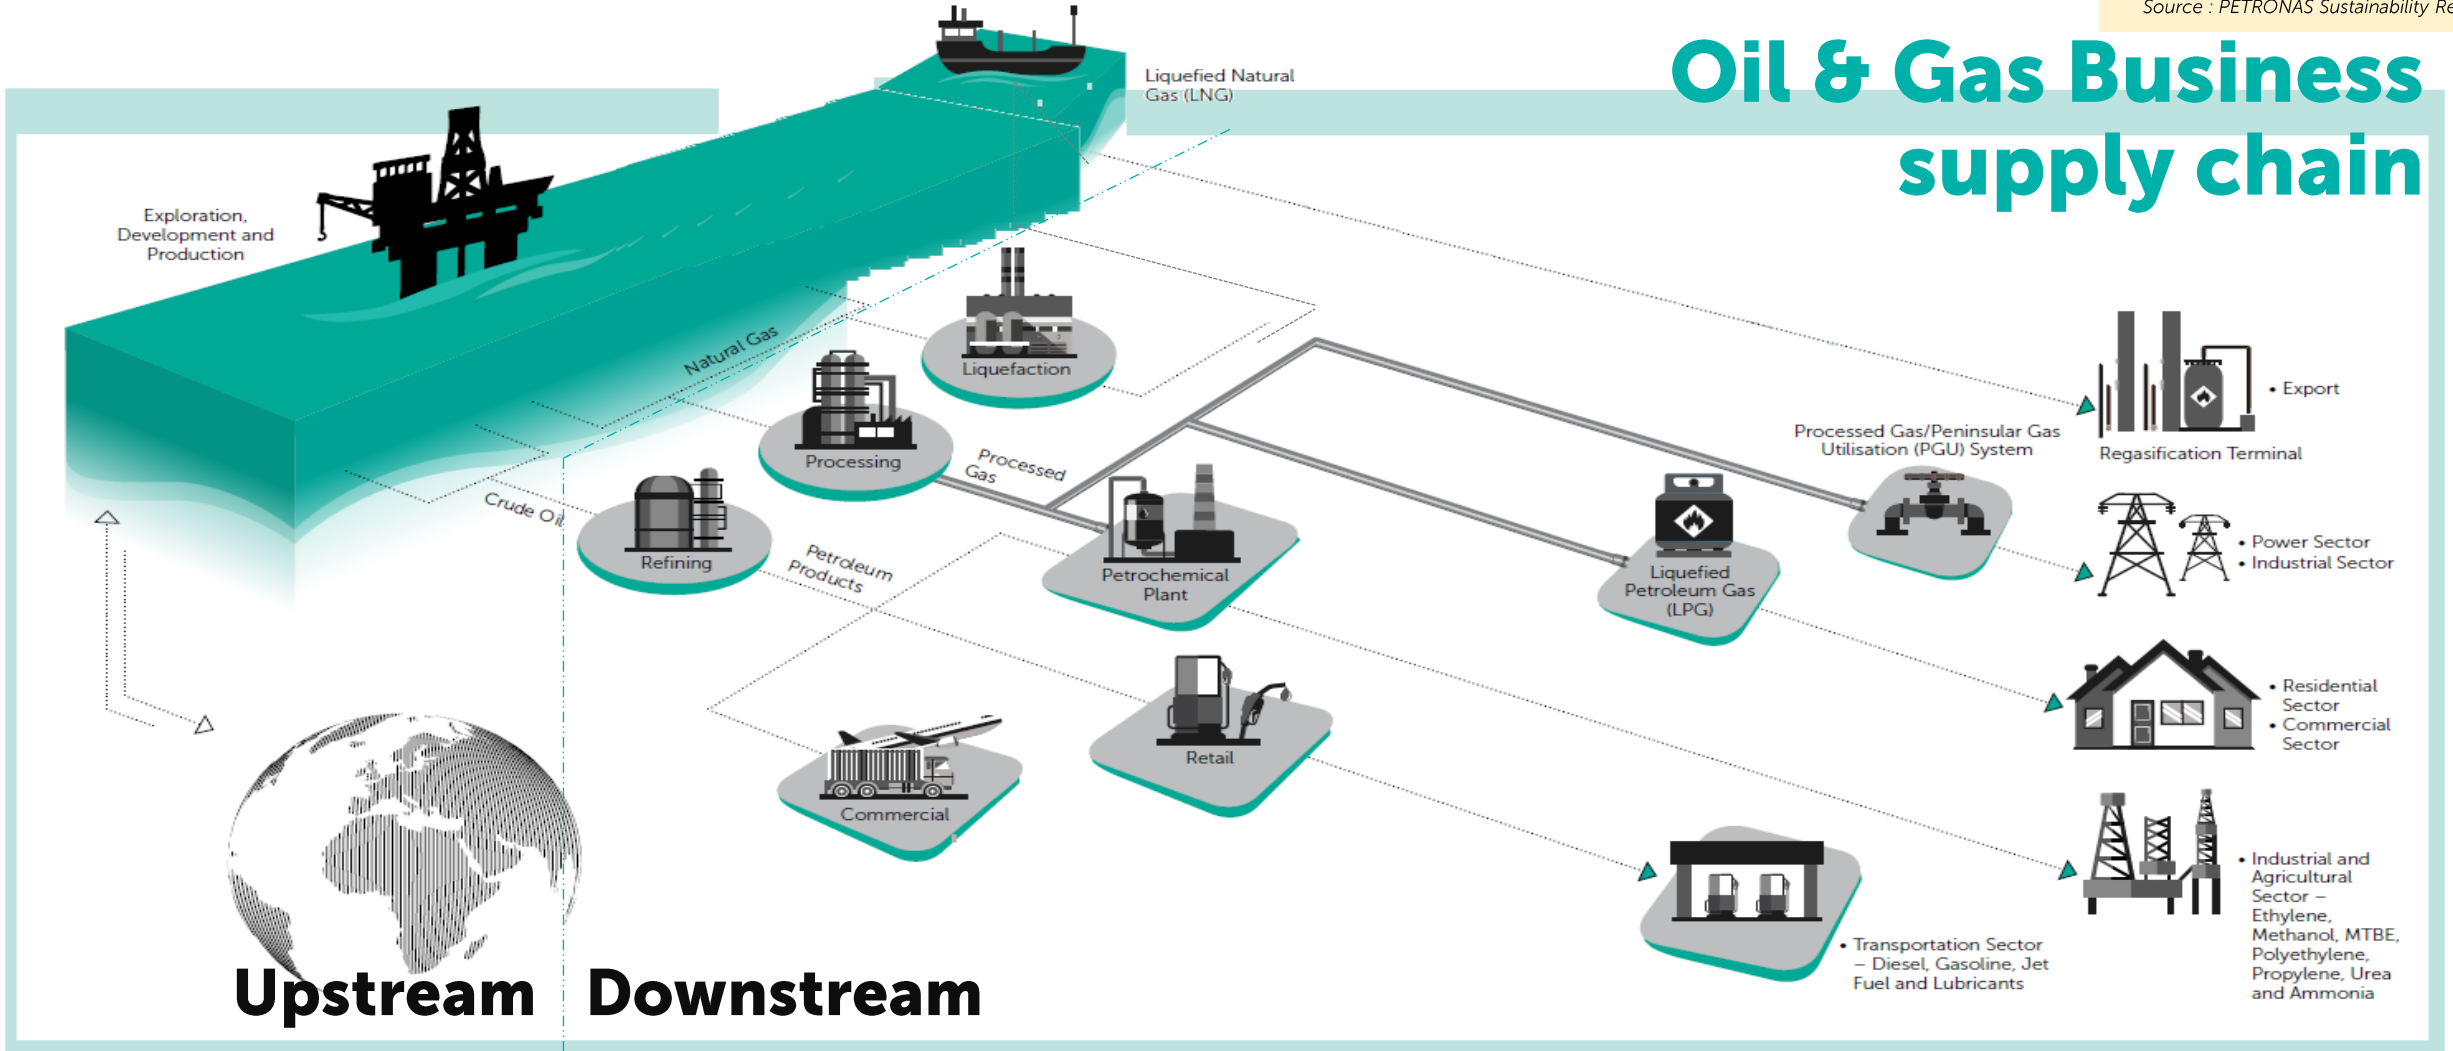 Source : PETRONAS Sustainability
Oil & Gas Business
supply chain
Liquefied Natural
Gas (LNG)
Exploration,
Development and
Production
Natural Gas
Crude Oil
Liquefaction
Processing
Refining
Processed
Gas
Petroleum
Products
Petrochemical
Plant
Liquefied
Petroleum Gas
(LPG)
Processed Gas/Peninsular Gas
Utilisation (PGU) System
• Export
Regasification Terminal
• Power Sector
• Industrial Sector
• Residential
Sector
• Commercial
Sector
Retail
Commercial
• Industrial and
Agricultural
Sector –
Ethylene,
Methanol, MTBE,
Polyethylene,
Propylene, Urea
and Ammonia
• Transportation Sector
– Diesel, Gasoline, Jet
Fuel and Lubricants
Upstream
Downstream